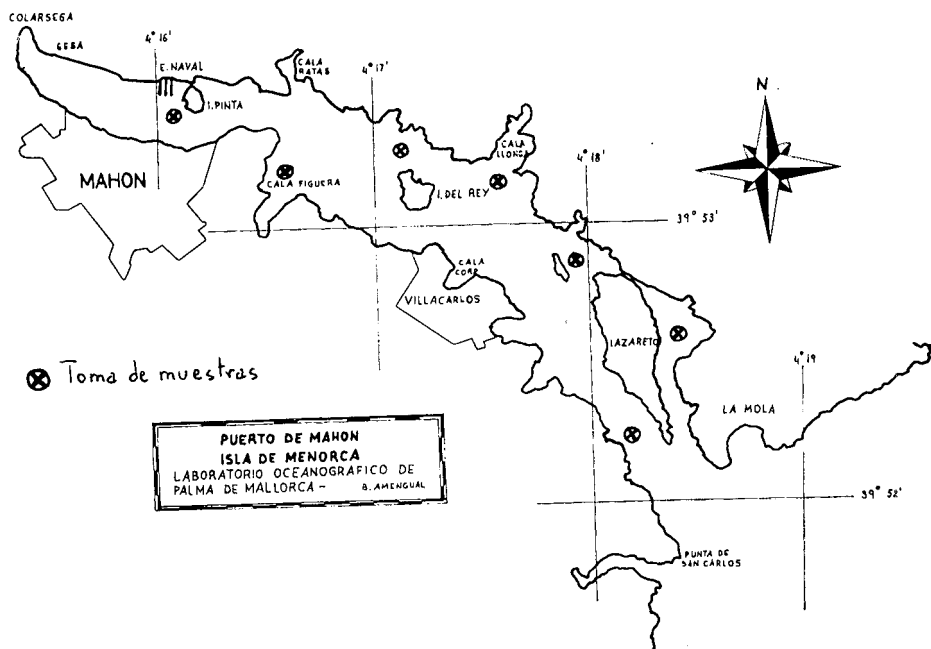 COLARSEGA
GESA
4° 16'
E. NAVAL
I. PINTA
CALA
RATAS
4° 17'
CALA
LLONGA
4° 18'
N
MAHON
CALA FIGUERA
I. DEL REY
39° 53'
CALA
CORP
VILLACARLOS
LAZARETO
4° 19
LA MOLA
Toma de muestras
PUERTO DE MAHON
ISLA DE MENORCA
LABORATORIO OCEANOGRAFICO DE
PALMA DE MALLORCA - B. AMENGUAL
39° 52'
PUNTA DE
SAN CARLOS